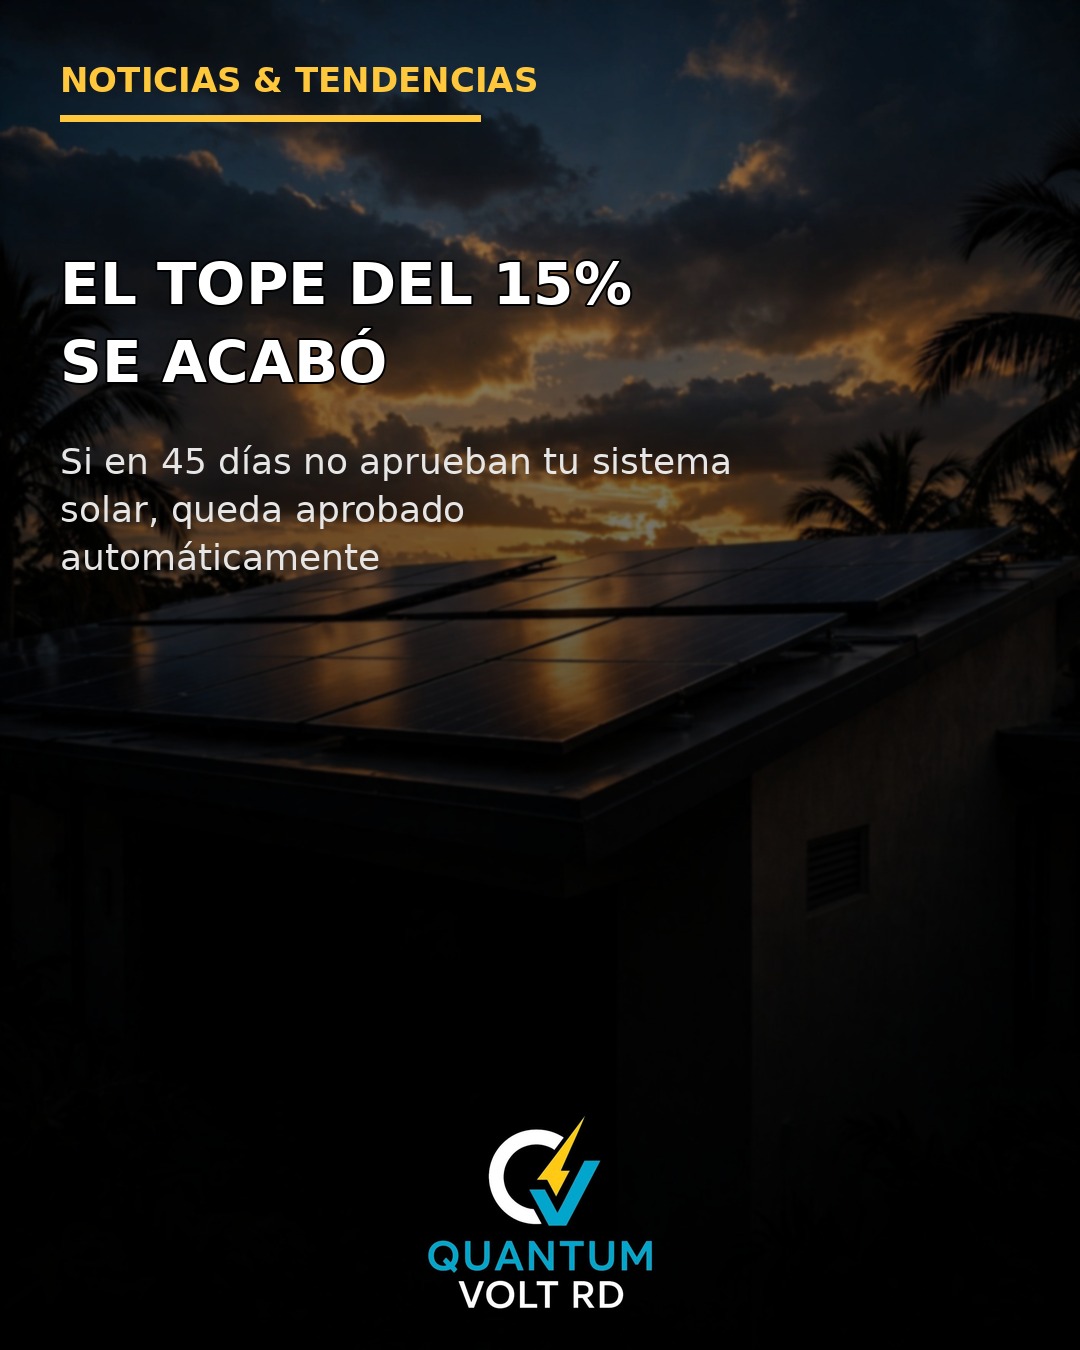 NOTICIAS & TENDENCIAS
EL TOPE DEL 15%
SE ACABÓ
Si en 45 días no aprueban tu sistema
solar, queda aprobado
automáticamente
QUANTUM
VOLT RD